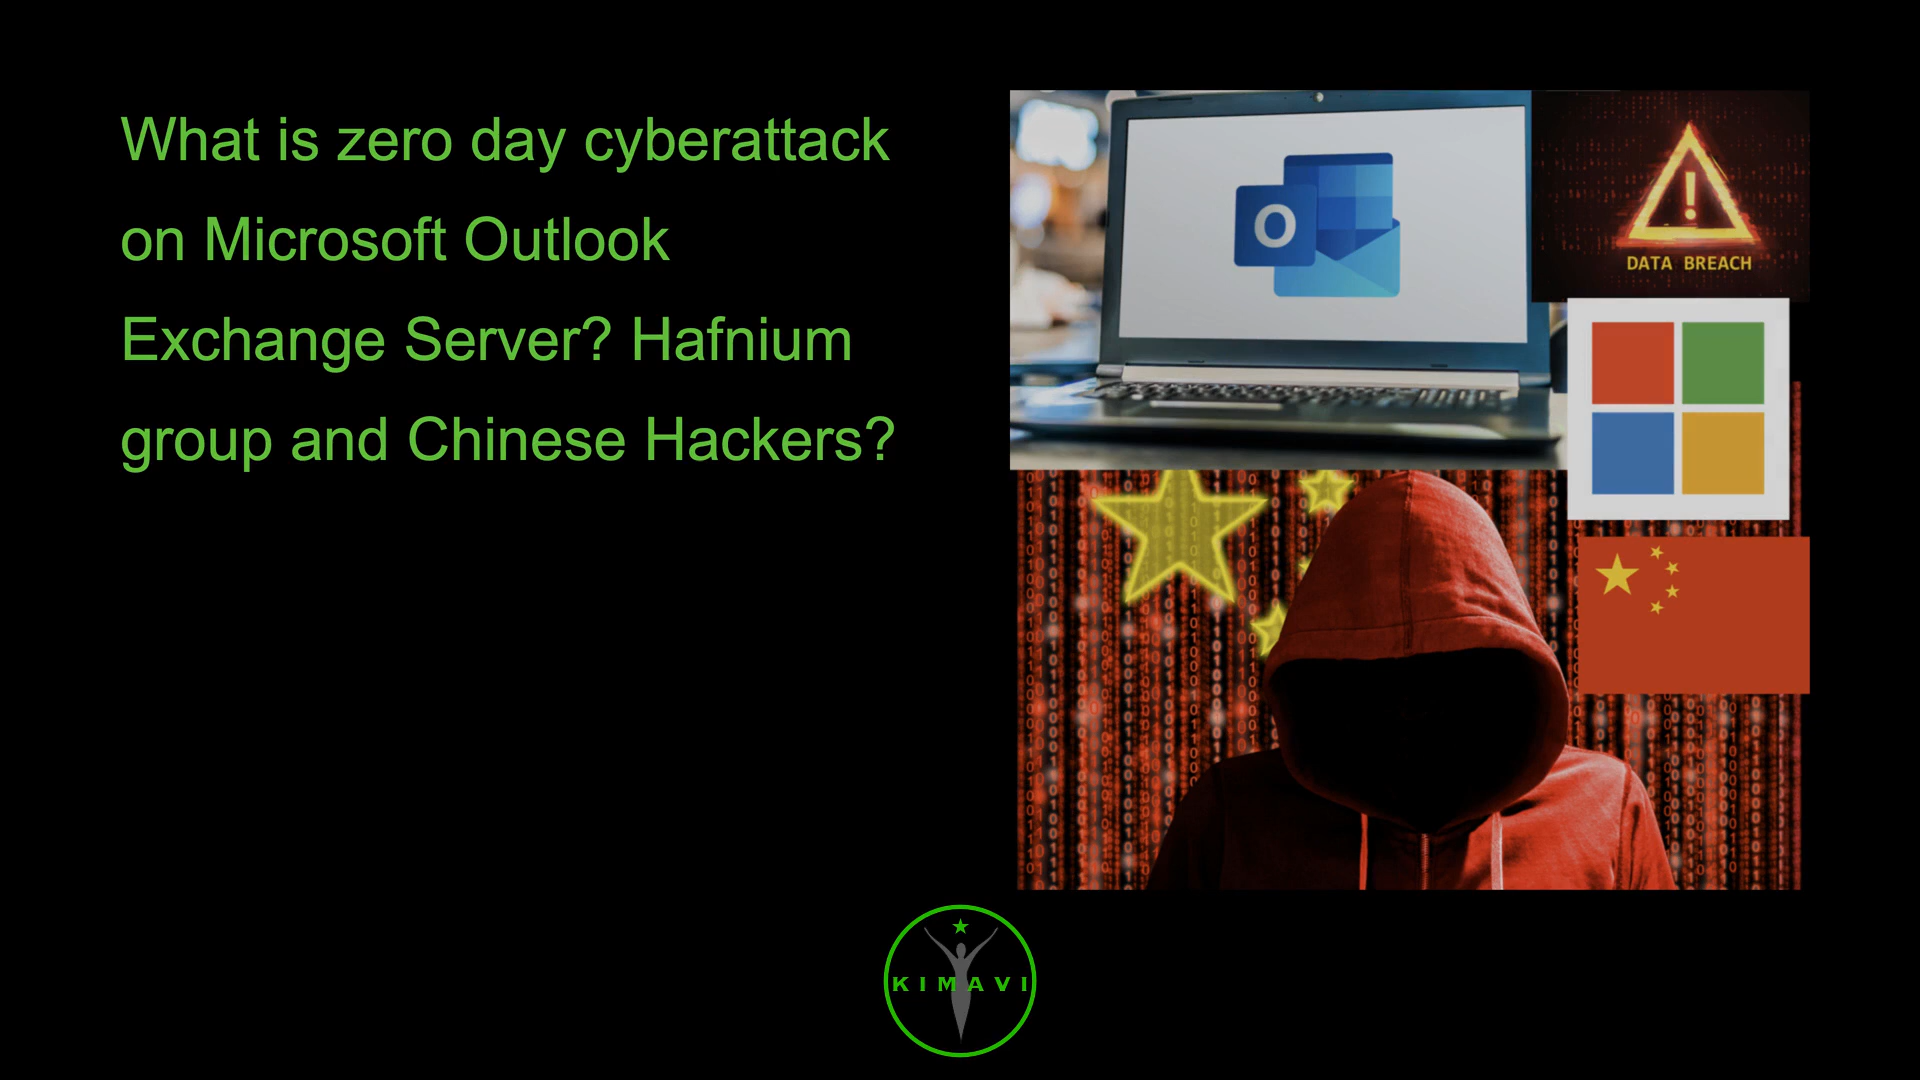 What is zero day cyberattack
on Microsoft Outlook
Exchange Server? Hafnium
group and Chinese Hackers?
O
DATA BREACH
KIMAVI